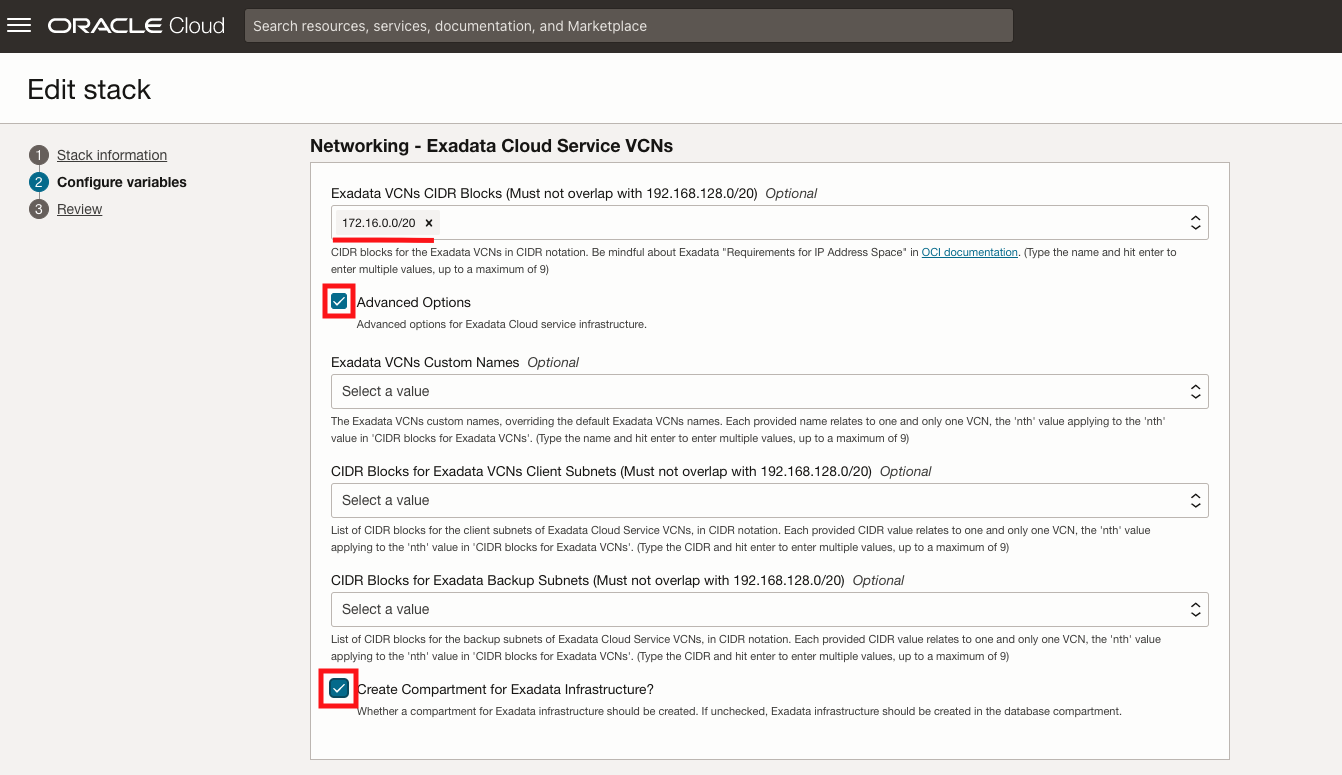 ORACLE Cloud
Search resources, services, documentation, and Marketplace
Edit stack
1 Stack information
2 Configure variables
3 Review
Networking - Exadata Cloud Service VCNs
Exadata VCNs CIDR Blocks (Must not overlap with 192.168.128.0/20) Optional
172.16.0.0/20 ×
CIDR blocks for the Exadata VCNs in CIDR notation. Be mindful about Exadata "Requirements for IP Address Space" in OCI documentation. (Type the name and hit enter to
enter multiple values, up to a maximum of 9)
Advanced Options
Advanced options for Exadata Cloud service infrastructure.
Exadata VCNs Custom Names Optional
Select a value
The Exadata VCNs custom names, overriding the default Exadata VCNs names. Each provided name relates to one and only one VCN, the 'nth' value applying to the 'nth'
value in 'CIDR blocks for Exadata VCNs'. (Type the name and hit enter to enter multiple values, up to a maximum of 9)
CIDR Blocks for Exadata VCNs Client Subnets (Must not overlap with 192.168.128.0/20) Optional
Select a value
List of CIDR blocks for the client subnets of Exadata Cloud Service VCNs, in CIDR notation. Each provided CIDR value relates to one and only one VCN, the 'nth' value
applying to the 'nth' value in 'CIDR blocks for Exadata VCNs'. (Type the CIDR and hit enter to enter multiple values, up to a maximum of 9)
CIDR Blocks for Exadata Backup Subnets (Must not overlap with 192.168.128.0/20) Optional
Select a value
List of CIDR blocks for the backup subnets of Exadata Cloud Service VCNs, in CIDR notation. Each provided CIDR value relates to one and only one VCN, the 'nth' value
applying to the 'nth' value in 'CIDR blocks for Exadata VCNs'. (Type the CIDR and hit enter to enter multiple values, up to a maximum of 9)
Create Compartment for Exadata Infrastructure?
Whether a compartment for Exadata infrastructure should be created. If unchecked, Exadata infrastructure should be created in the database compartment.